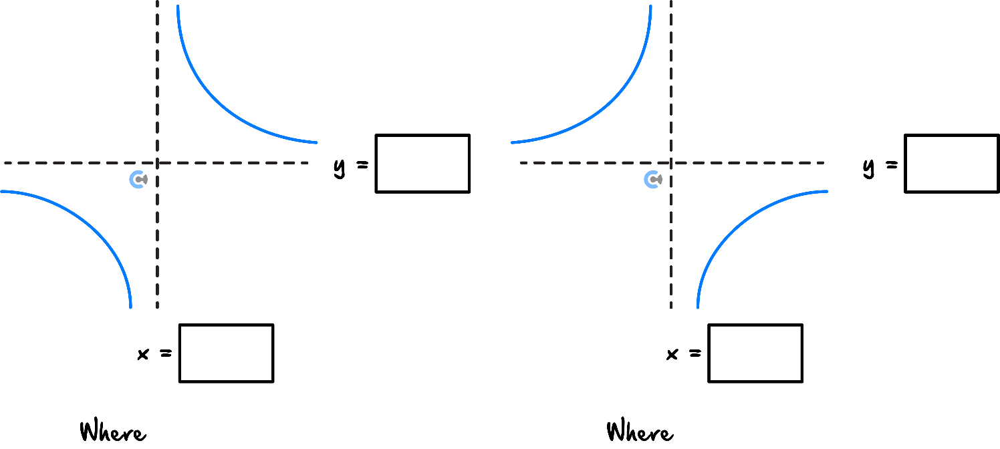 y = y =
x = x =
Where Where